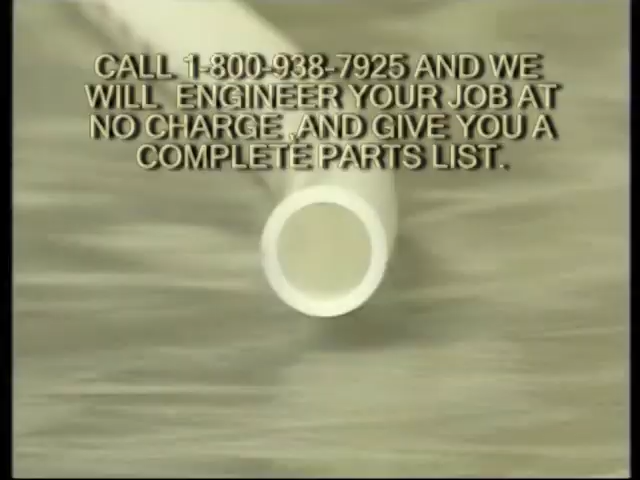 CALL 1-800-938-7925 AND WE
WILL ENGINEER YOUR JOB AT
NO CHARGE ,AND GIVE YOU A
COMPLETE PARTS LIST.